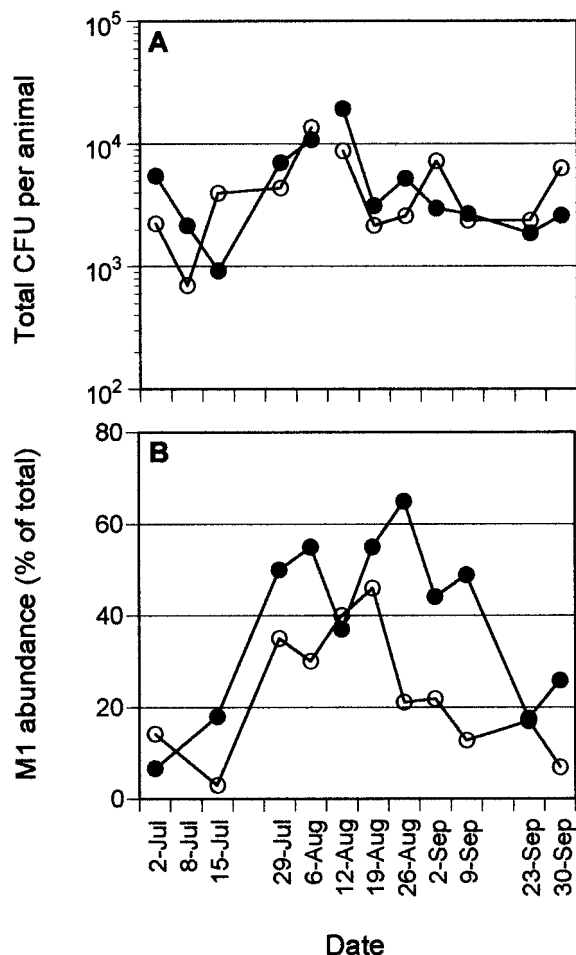 10^5
A
10^4
10^3
10^2
Total CFU per animal
80
B
60
40
20
0
M1 abundance (% of total)
2-Jul
8-Jul
15-Jul
29-Jul
6-Aug
12-Aug
19-Aug
26-Aug
2-Sep
9-Sep
23-Sep
30-Sep
Date